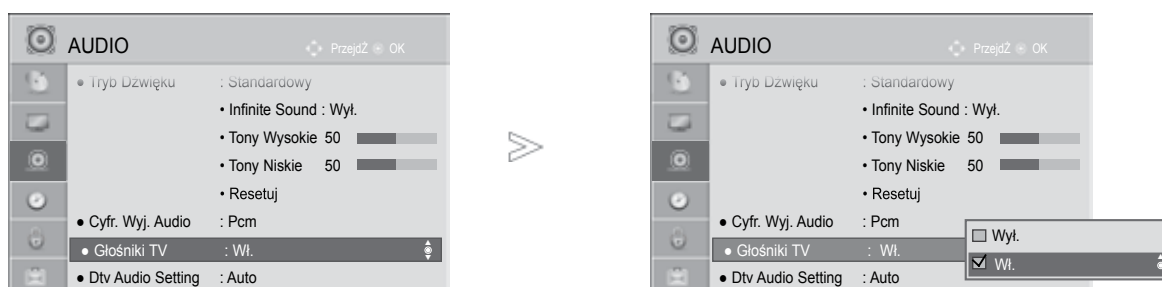 AUDIO
PrzejdŹ OK
• Tryb Dźwięku : Standardowy
• Infinite Sound : Wył.
• Tony Wysokie 50
• Tony Niskie 50
• Resetuj
• Cyfr. Wyj. Audio : Pcm
• Głośniki TV : Wł.
• Dtv Audio Setting : Auto
AUDIO
PrzejdŹ OK
• Tryb Dźwięku : Standardowy
• Infinite Sound : Wył.
• Tony Wysokie 50
• Tony Niskie 50
• Resetuj
• Cyfr. Wyj. Audio : Pcm
• Głośniki TV : Wł.
• Dtv Audio Setting : Auto
Wył.
Wł.